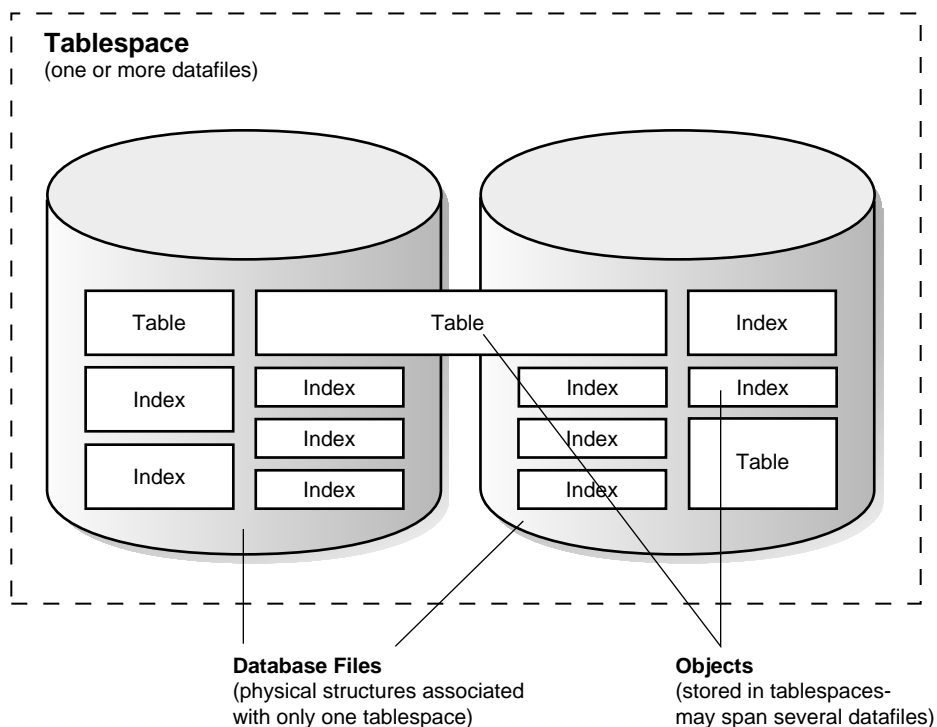 Tablespace
(one or more datafiles)
Table
Table
Index
Index
Index
Index
Index
Index
Index
Index
Index
Index
Index
Table
Database Files
(physical structures associated
with only one tablespace)
Objects
(stored in tablespaces-
may span several datafiles)